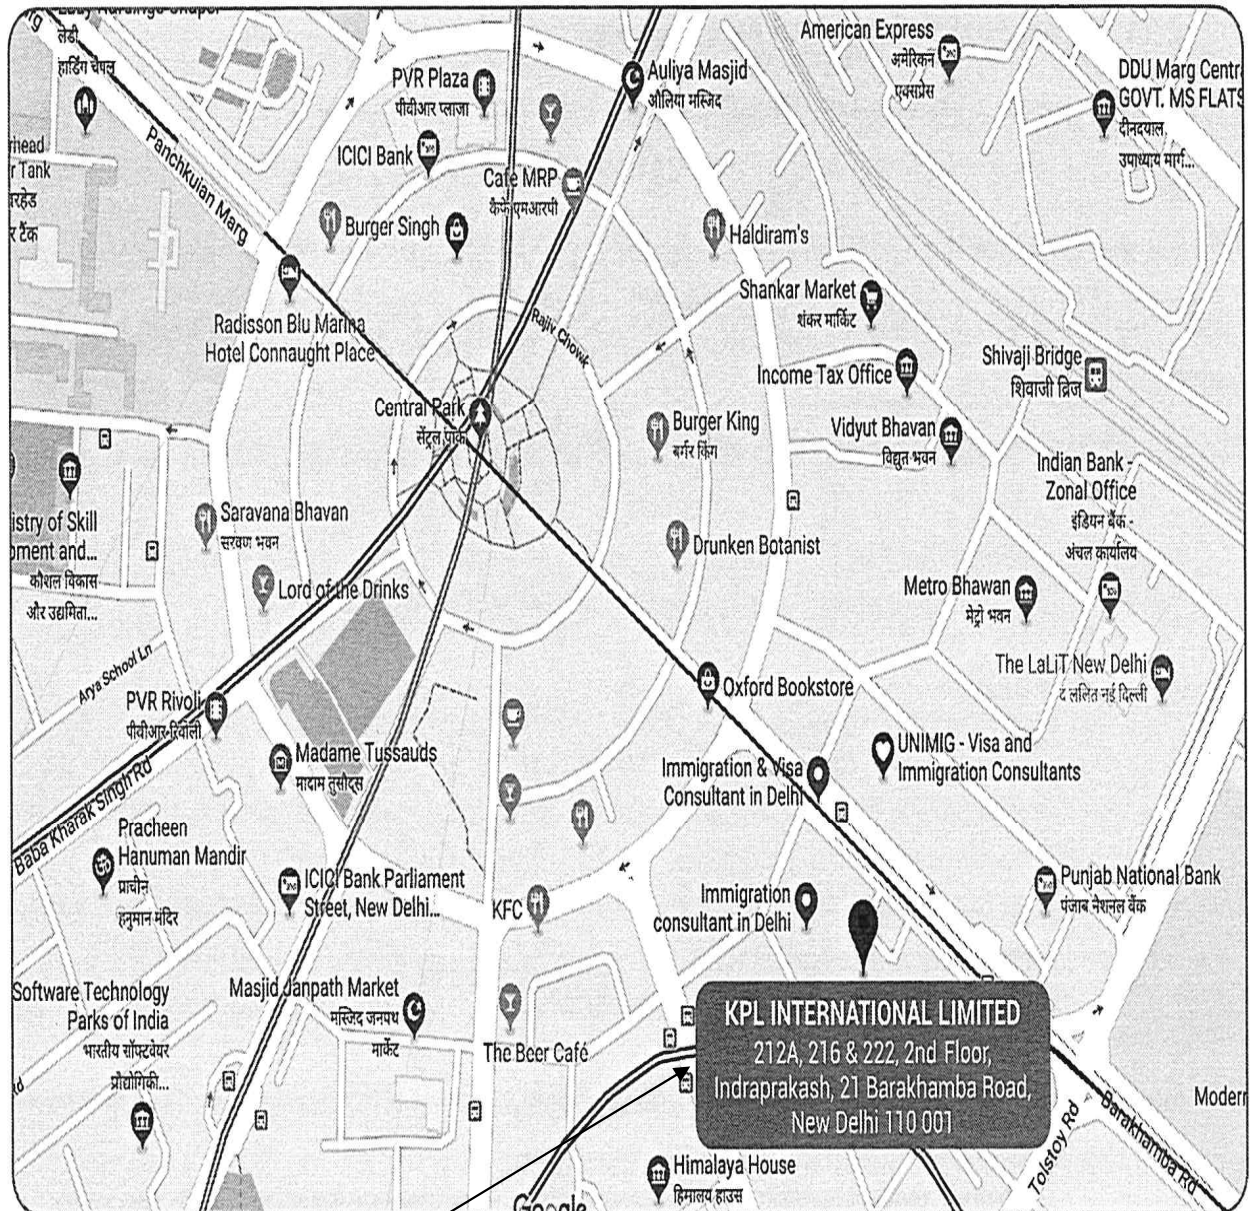 लेडी
हार्डिंग चैपल
American Express
अमेरिकन
एक्सप्रेस
DDU Marg Centr
GOVT. MS FLATS
दीनदयाल
उपाध्याय मार्ग...
PVR Plaza
पीवीआर प्लाजा
Auliya Masjid
औलिया मस्जिद
Panchkuian Marg
rhead
r Tank
रहेड
र टैंक
ICICI Bank
Cafe MRP
कैफे एमआरपी
Burger Singh
Haldiram's
Shankar Market
शंकर मार्किट
Radisson Blu Marina
Hotel Connaught Place
Rajiv Chowk
Income Tax Office
Shivaji Bridge
शिवाजी ब्रिज
Central Park
सेंट्रल पार्क
Burger King
बर्गर किंग
Vidyut Bhavan
विद्युत भवन
Indian Bank -
Zonal Office
इंडियन बैंक -
अंचल कार्यालय
istry of Skill
pment and...
कौशल विकास
और उद्यमिता...
Saravana Bhavan
सरवण भवन
Drunken Botanist
Lord of the Drinks
Metro Bhawan
मेट्रो भवन
Arya School Ln
The LaLiT New Delhi
द ललित नई दिल्ली
PVR Rivoli
पीवीआर रिवोली
Oxford Bookstore
Madame Tussauds
मादाम तुसौद्स
UNIMIG - Visa and
Immigration Consultants
Immigration & Visa
Consultant in Delhi
Baba Kharak Singh Rd
Pracheen
Hanuman Mandir
प्राचीन
हनुमान मंदिर
ICICI Bank Parliament
Street, New Delhi...
KFC
Immigration
consultant in Delhi
Punjab National Bank
पंजाब नैशनल बैंक
Software Technology
Parks of India
भारतीय सॉफ्टवेयर
प्रौद्योगिकी...
Masjid Janpath Market
मस्जिद जनपथ
मार्केट
The Beer Café
KPL INTERNATIONAL LIMITED
212A, 216 & 222, 2nd Floor,
Indraprakash, 21 Barakhamba Road,
New Delhi 110 001
Modern
Tolstoy Rd
Barakhamba Rd
Himalaya House
हिमालय हाउस
Google